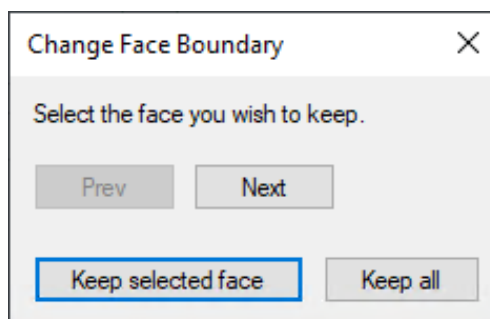 Change Face Boundary
Select the face you wish to keep.
Prev Next
Keep selected face Keep all